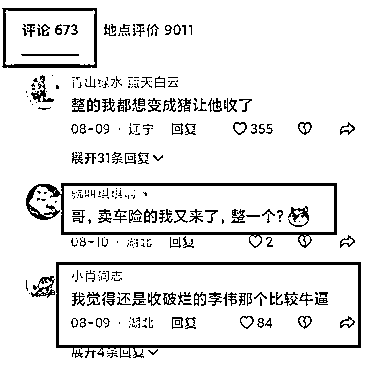 评论 673 地点评价 9011
青山绿水 蓝天白云
整的我都想变成猪让他收了
08-09 · 辽宁 回复 355
展开31条回复
哥，卖车险的我又来了，整一个？
08-10 · 湖北 回复 2
小肖同志
我觉得还是收破烂的李伟那个比较牛逼
08-09 · 湖北 回复 84
展开4条回复